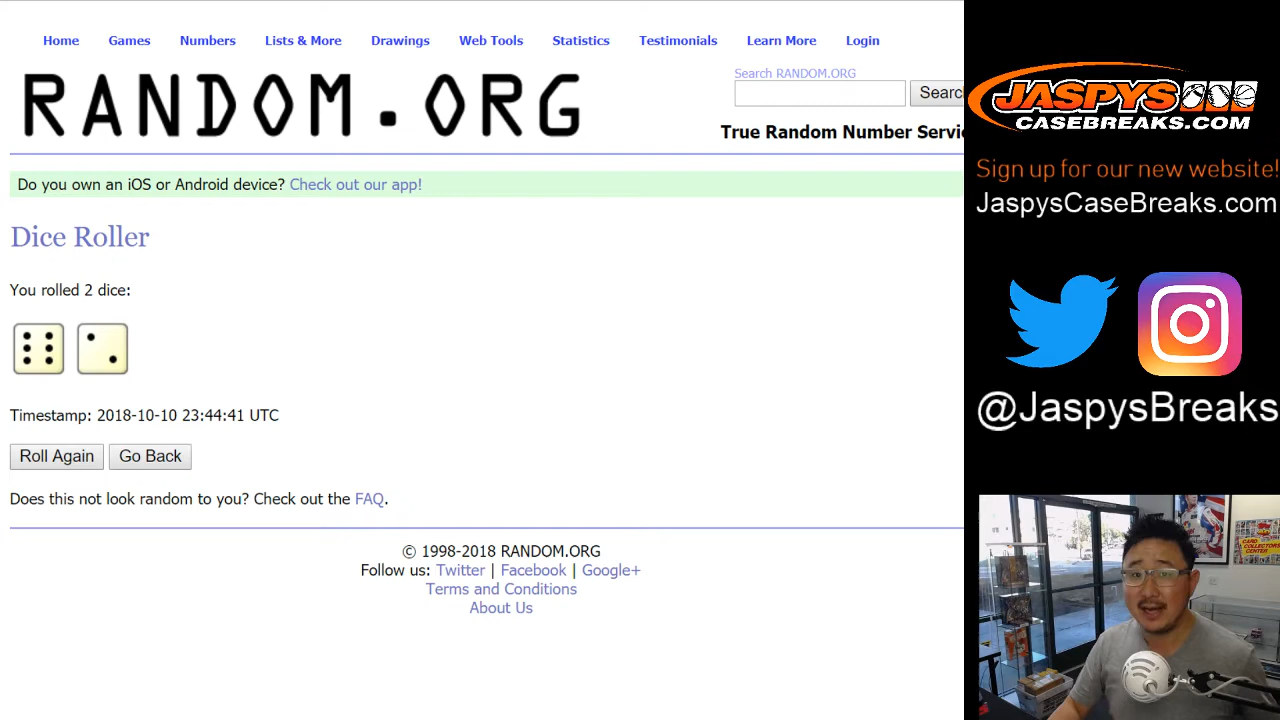 Home Games Numbers Lists & More Drawings Web Tools Statistics Testimonials Learn More Login
RANDOM.ORG
Search RANDOM.ORG
Search
True Random Number Servi
Do you own an iOS or Android device? Check out our app!
Dice Roller
You rolled 2 dice:
Timestamp: 2018-10-10 23:44:41 UTC
Roll Again Go Back
Does this not look random to you? Check out the FAQ.
© 1998-2018 RANDOM.ORG
Follow us: Twitter | Facebook | Google+
Terms and Conditions
About Us
JASPYS
CASEBREAKS.COM
Sign up for our new website!
JaspysCaseBreaks.com
@JaspysBreaks
CARD
COLLECTORS
CENTER